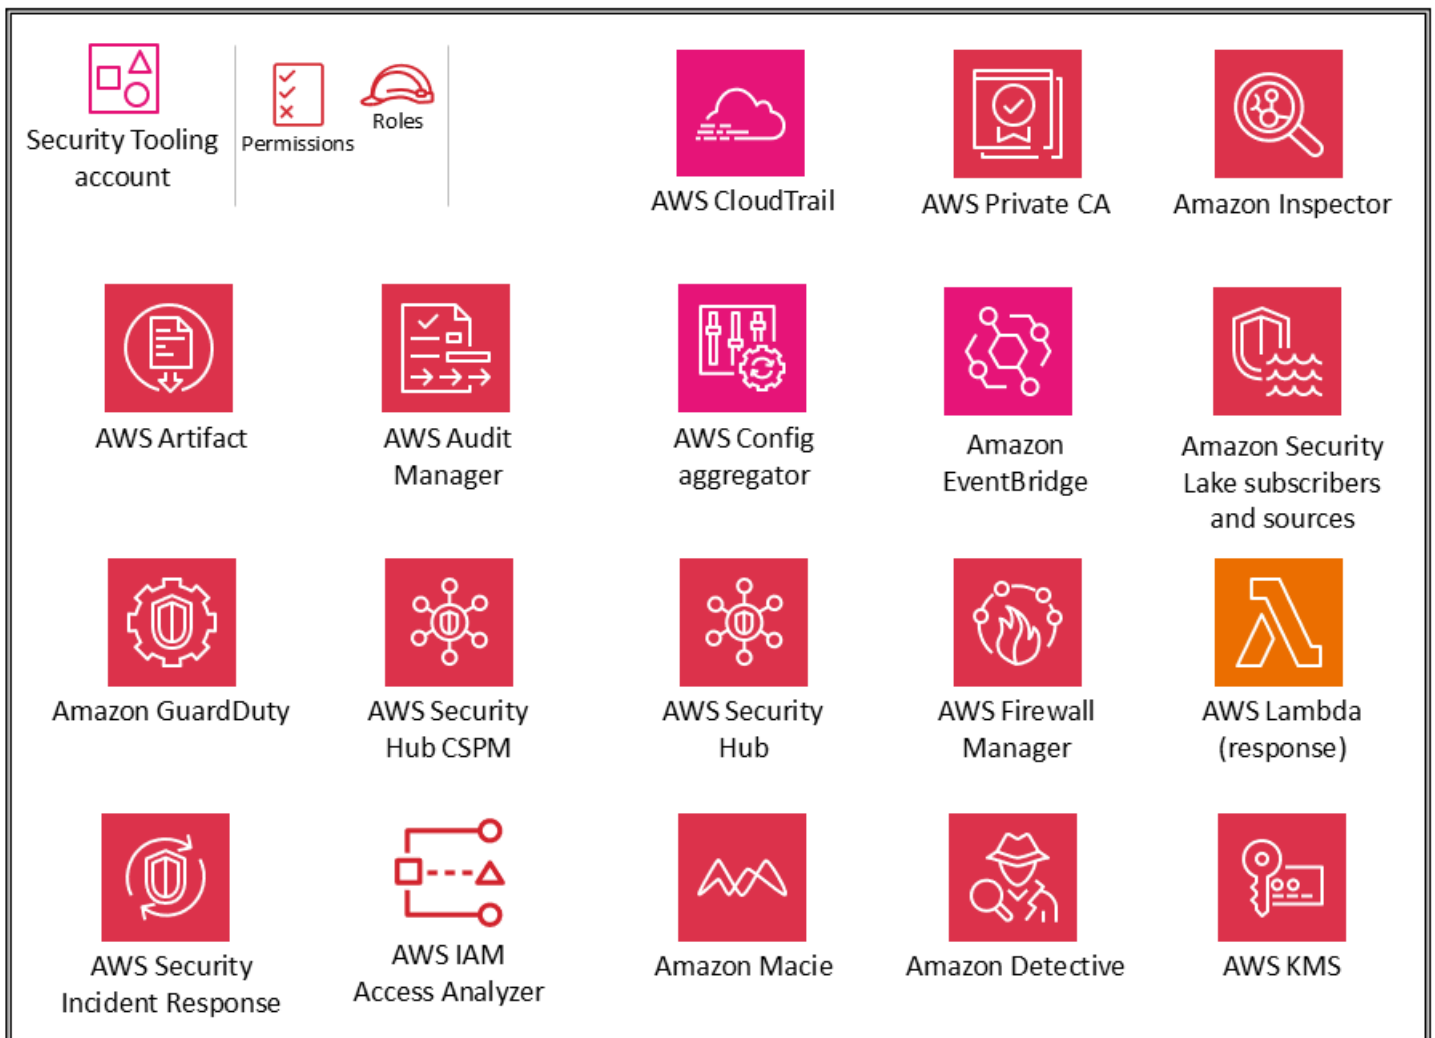 Security Tooling
account
Permissions
Roles
AWS CloudTrail
AWS Private CA
Amazon Inspector
AWS Artifact
AWS Audit
Manager
AWS Config
aggregator
Amazon
EventBridge
Amazon Security
Lake subscribers
and sources
Amazon GuardDuty
AWS Security
Hub CSPM
AWS Security
Hub
AWS Firewall
Manager
AWS Lambda
(response)
AWS Security
Incident Response
AWS IAM
Access Analyzer
Amazon Macie
Amazon Detective
AWS KMS